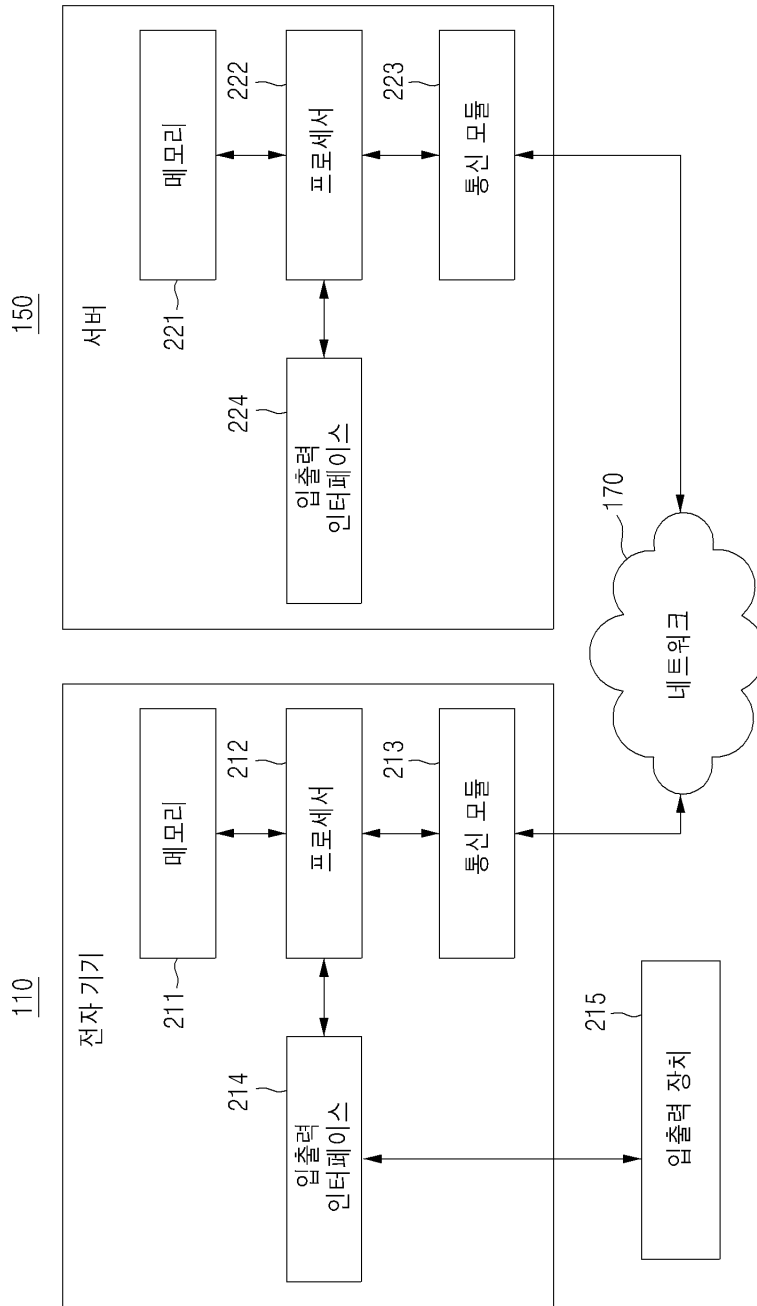 110
전자 기기
메모리
211
프로세서
212
통신 모듈
213
입출력
인터페이스
214
입출력 장치
215
150
서버
메모리
221
프로세서
222
통신 모듈
223
입출력
인터페이스
224
네트워크
170